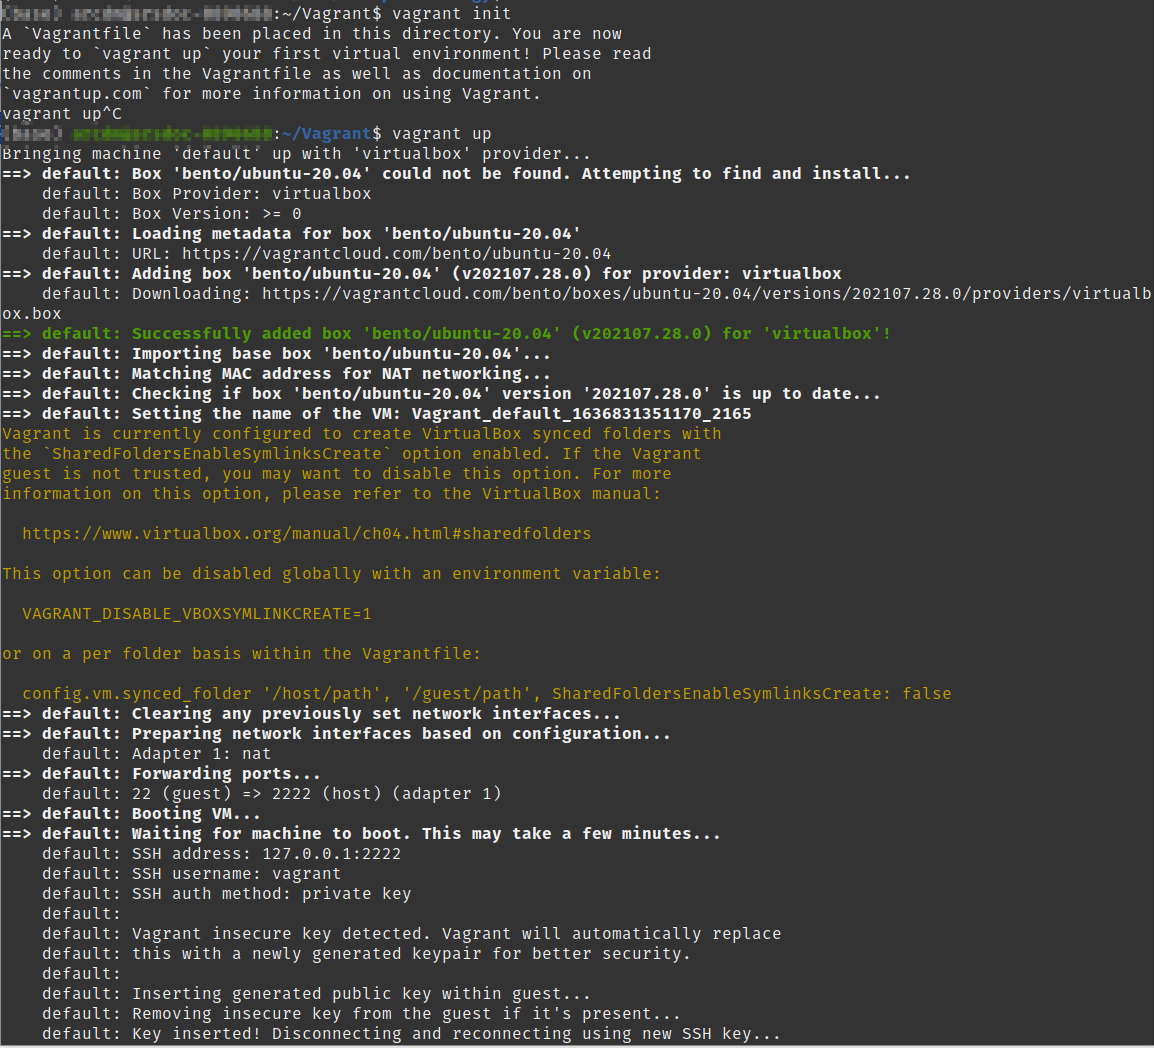 :~/Vagrant$ vagrant init
A `Vagrantfile` has been placed in this directory. You are now
ready to `vagrant up` your first virtual environment! Please read
the comments in the Vagrantfile as well as documentation on
`vagrantup.com` for more information on using Vagrant.
vagrant up^C
:~/Vagrant$ vagrant up
Bringing machine 'default' up with 'virtualbox' provider...
==> default: Box 'bento/ubuntu-20.04' could not be found. Attempting to find and install...
    default: Box Provider: virtualbox
    default: Box Version: >= 0
==> default: Loading metadata for box 'bento/ubuntu-20.04'
    default: URL: https://vagrantcloud.com/bento/ubuntu-20.04
==> default: Adding box 'bento/ubuntu-20.04' (v202107.28.0) for provider: virtualbox
    default: Downloading: https://vagrantcloud.com/bento/boxes/ubuntu-20.04/versions/202107.28.0/providers/virtualb
ox.box
==> default: Successfully added box 'bento/ubuntu-20.04' (v202107.28.0) for 'virtualbox'!
==> default: Importing base box 'bento/ubuntu-20.04'...
==> default: Matching MAC address for NAT networking...
==> default: Checking if box 'bento/ubuntu-20.04' version '202107.28.0' is up to date...
==> default: Setting the name of the VM: Vagrant_default_1636831351170_2165
Vagrant is currently configured to create VirtualBox synced folders with
the `SharedFoldersEnableSymlinksCreate` option enabled. If the Vagrant
guest is not trusted, you may want to disable this option. For more
information on this option, please refer to the VirtualBox manual:
  https://www.virtualbox.org/manual/ch04.html#sharedfolders
This option can be disabled globally with an environment variable:
  VAGRANT_DISABLE_VBOXSYMLINKCREATE=1
or on a per folder basis within the Vagrantfile:
  config.vm.synced_folder '/host/path', '/guest/path', SharedFoldersEnableSymlinksCreate: false
==> default: Clearing any previously set network interfaces...
==> default: Preparing network interfaces based on configuration...
    default: Adapter 1: nat
==> default: Forwarding ports...
    default: 22 (guest) => 2222 (host) (adapter 1)
==> default: Booting VM...
==> default: Waiting for machine to boot. This may take a few minutes...
    default: SSH address: 127.0.0.1:2222
    default: SSH username: vagrant
    default: SSH auth method: private key
    default:
    default: Vagrant insecure key detected. Vagrant will automatically replace
    default: this with a newly generated keypair for better security.
    default:
    default: Inserting generated public key within guest...
    default: Removing insecure key from the guest if it's present...
    default: Key inserted! Disconnecting and reconnecting using new SSH key...